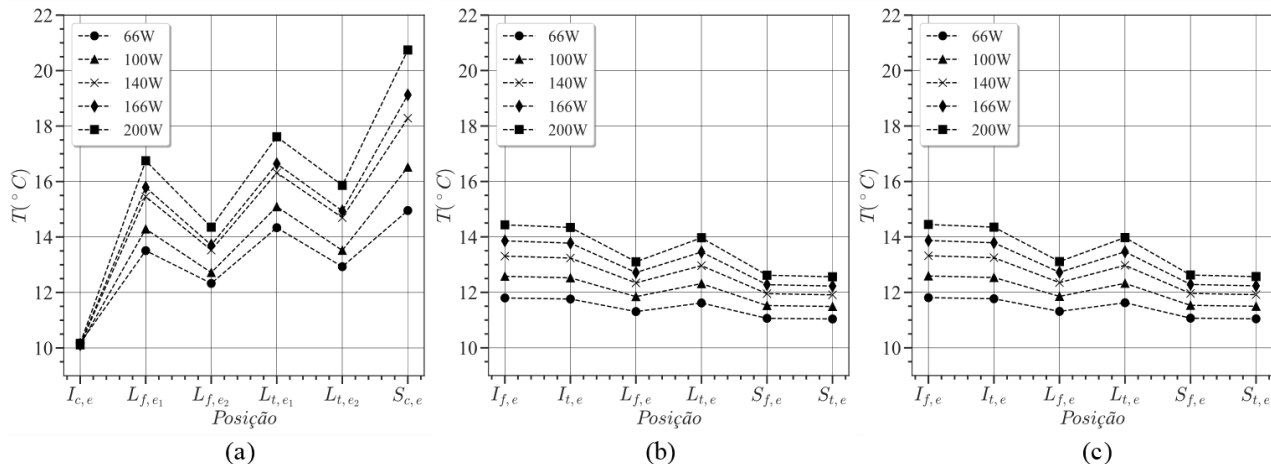 22
20
18
16
14
12
10
T(°C)
66W
100W
140W
166W
200W
I_{c,e} L_{f,e_1} L_{f,e_2} L_{t,e_1} L_{t,e_2} S_{c,e}
Posição
(a)
22
20
18
16
14
12
10
T(°C)
66W
100W
140W
166W
200W
I_{f,e} I_{t,e} L_{f,e} L_{t,e} S_{f,e} S_{t,e}
Posição
(b)
22
20
18
16
14
12
10
T(°C)
66W
100W
140W
166W
200W
I_{f,e} I_{t,e} L_{f,e} L_{t,e} S_{f,e} S_{t,e}
Posição
(c)